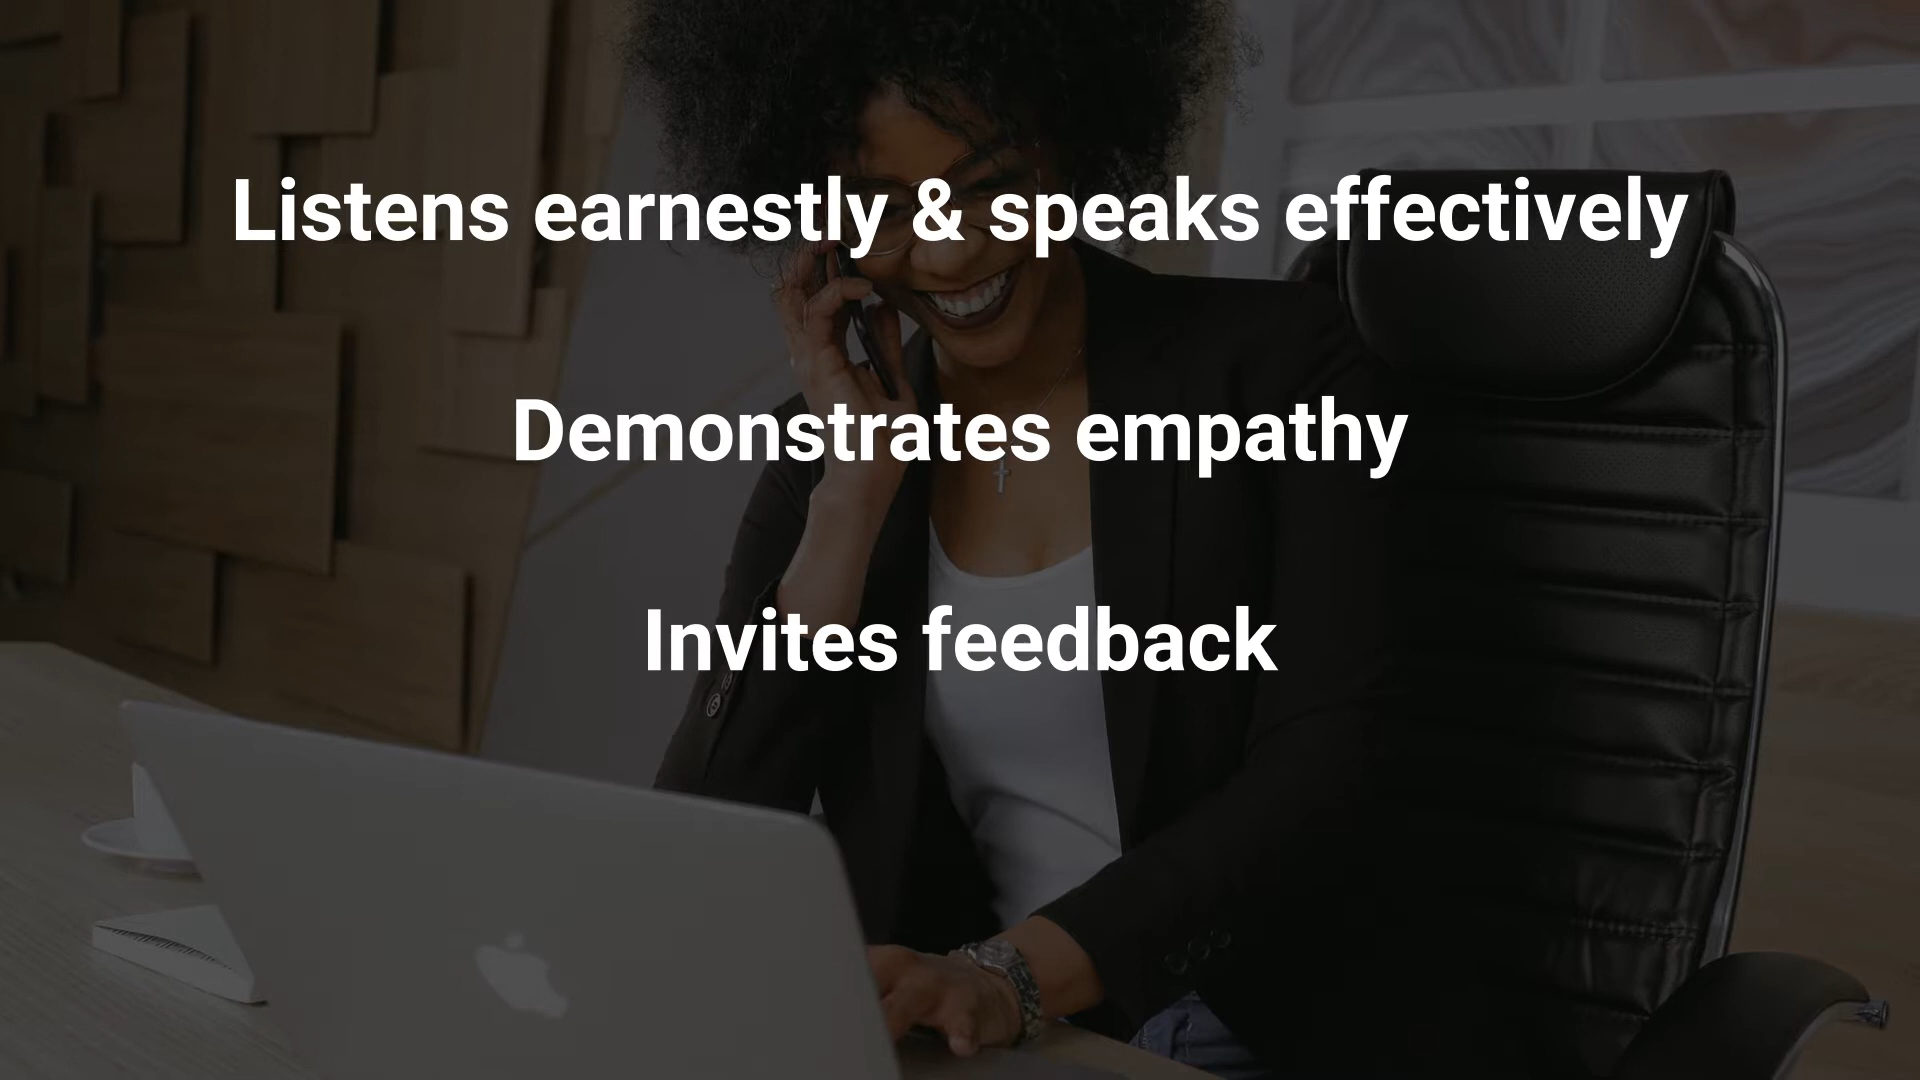 Listens earnestly & speaks effectively
Demonstrates empathy
Invites feedback